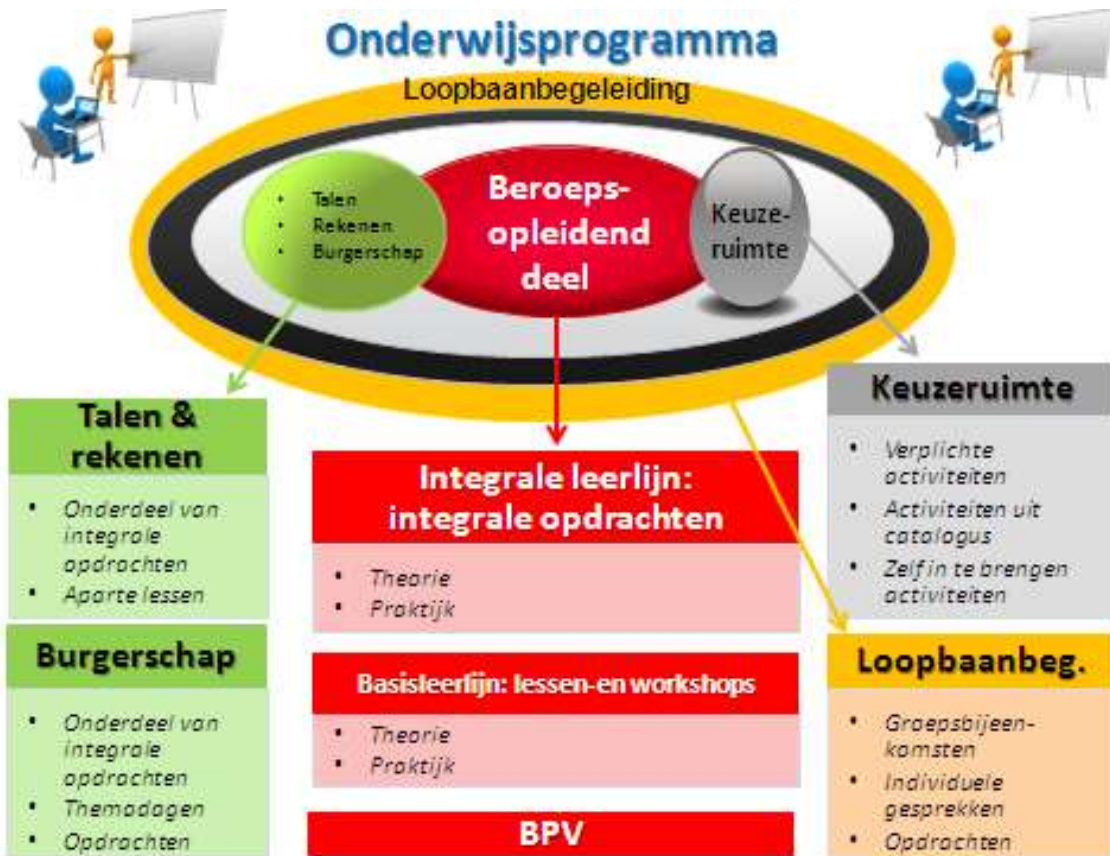 Onderwijsprogramma
Loopbaanbegeleiding
• Talen
• Rekenen
• Burgerschap
Beroeps-
opleidend
deel
Keuze-
ruimte
Talen &
rekenen
• Onderdeel van
integrale
opdrachten
• Aparte lessen
Burgerschap
• Onderdeel van
integrale
opdrachten
• Themadagen
• Opdrachten
Integrale leerlijn:
integrale opdrachten
• Theorie
• Praktijk
Basisleerlijn: lessen-en workshops
• Theorie
• Praktijk
BPV
Keuzeruimte
• Verplichte
activiteiten
• Activiteiten uit
catalogus
• Zelf in te brengen
activiteiten
Loopbaanbeg.
• Groepsbijeen-
komsten
• Individuele
gesprekken
• Opdrachten